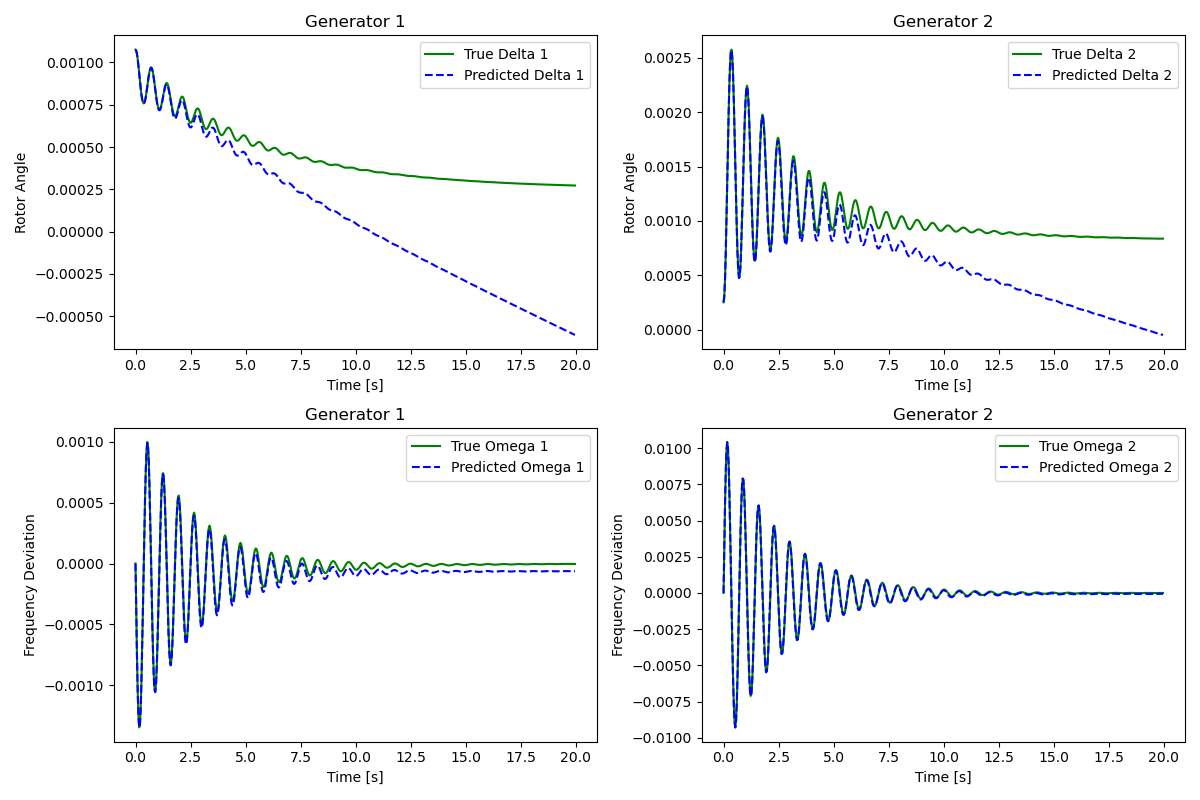 Generator 1
True Delta 1
Predicted Delta 1
0.00100
0.00075
0.00050
0.00025
0.00000
−0.00025
−0.00050
Rotor Angle
0.0 2.5 5.0 7.5 10.0 12.5 15.0 17.5 20.0
Time [s]
Generator 2
True Delta 2
Predicted Delta 2
0.0025
0.0020
0.0015
0.0010
0.0005
0.0000
Rotor Angle
0.0 2.5 5.0 7.5 10.0 12.5 15.0 17.5 20.0
Time [s]
Generator 1
True Omega 1
Predicted Omega 1
0.0010
0.0005
0.0000
−0.0005
−0.0010
Frequency Deviation
0.0 2.5 5.0 7.5 10.0 12.5 15.0 17.5 20.0
Time [s]
Generator 2
True Omega 2
Predicted Omega 2
0.0100
0.0075
0.0050
0.0025
0.0000
−0.0025
−0.0050
−0.0075
−0.0100
Frequency Deviation
0.0 2.5 5.0 7.5 10.0 12.5 15.0 17.5 20.0
Time [s]